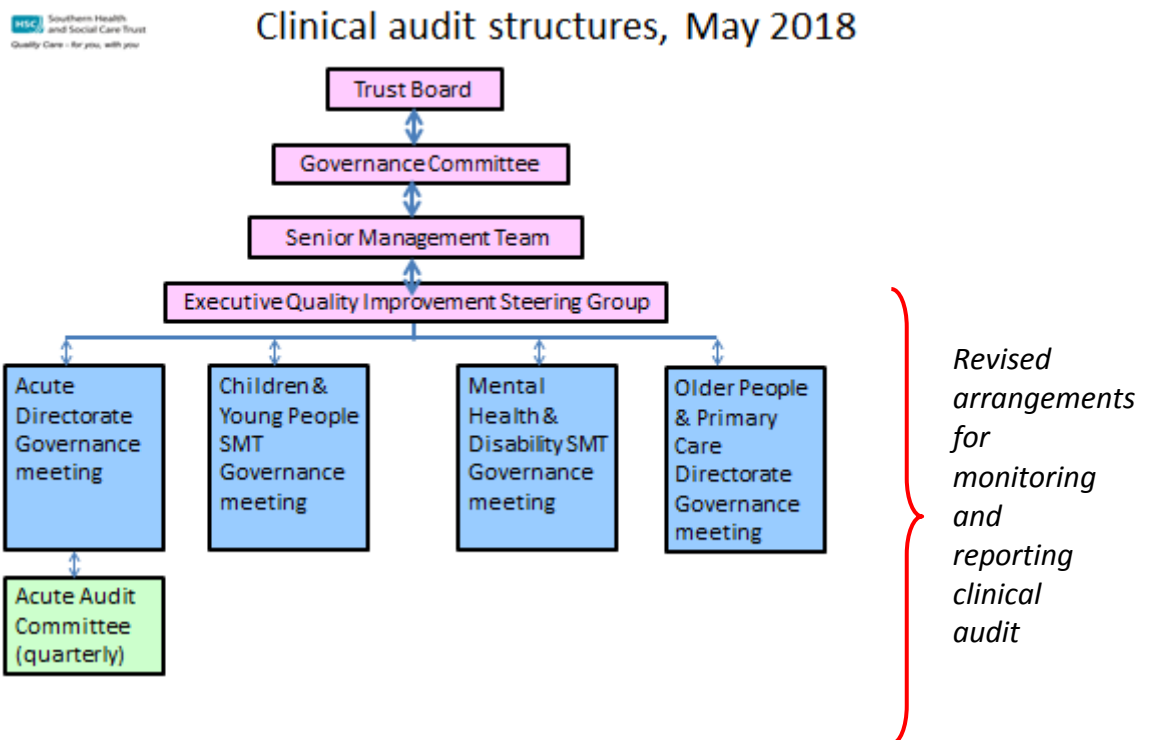 HSC Southern Health
and Social Care Trust
Quality Care - for you, with you
Clinical audit structures, May 2018
Trust Board
Governance Committee
Senior Management Team
Executive Quality Improvement Steering Group
Acute
Directorate
Governance
meeting
Children &
Young People
SMT
Governance
meeting
Mental
Health &
Disability SMT
Governance
meeting
Older People
& Primary
Care
Directorate
Governance
meeting
Acute Audit
Committee
(quarterly)
Revised
arrangements
for
monitoring
and
reporting
clinical
audit